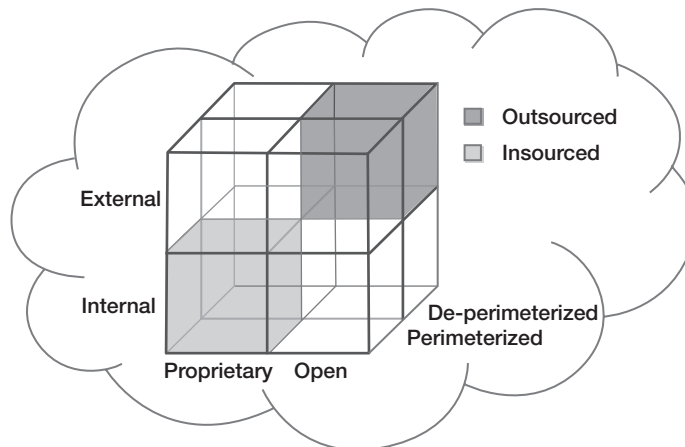 Outsourced
Insourced
External
Internal
De-perimeterized
Perimeterized
Proprietary Open